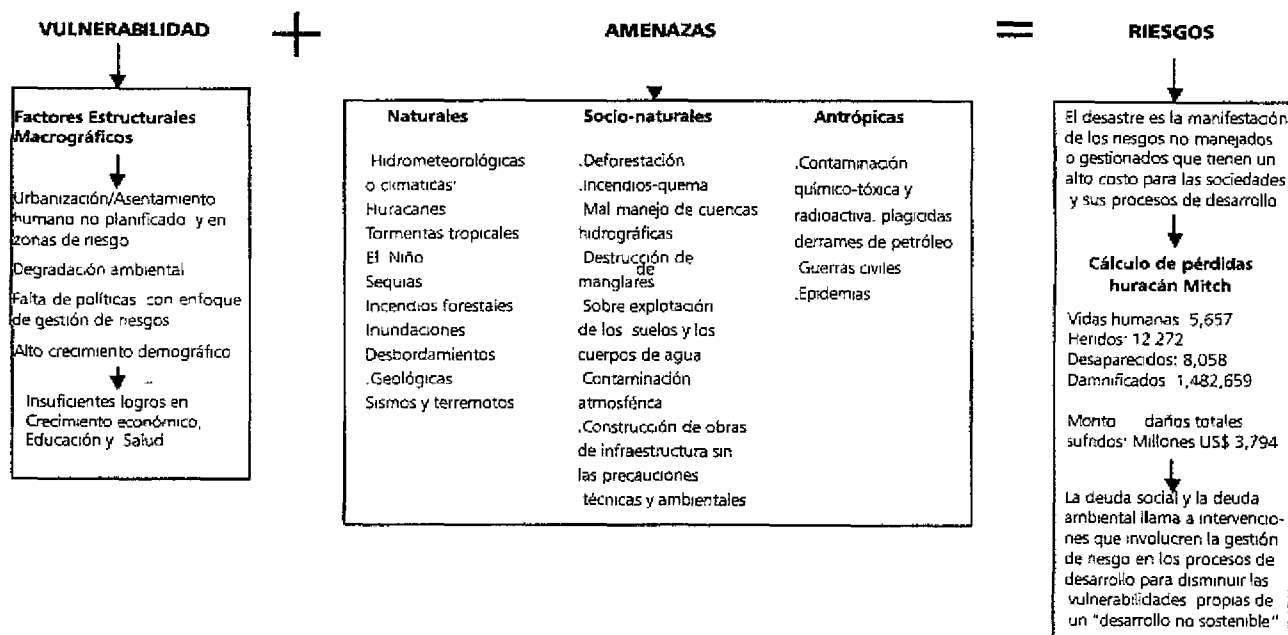 VULNERABILIDAD
+
AMENAZAS
=
RIESGOS
Factores Estructurales
Macrográficos
Urbanización/Asentamiento
humano no planificado y en
zonas de riesgo
Degradación ambiental
Falta de políticas con enfoque
de gestión de riesgos
Alto crecimiento demográfico
Insuficientes logros en
Crecimiento económico,
Educación y Salud
Naturales
Hidrometeorológicas
o climaticas'
Huracanes
Tormentas tropicales
El Niño
Sequias
Incendios forestales
Inundaciones
Desbordamientos
.Geológicas
Sismos y terremotos
Socio-naturales
.Deforestación
.Incendios-quema
Mal manejo de cuencas
hidrográficas
Destrucción de
de
manglares
Sobre explotación
de los suelos y los
cuerpos de agua
Contaminación
atmosférica
.Construcción de obras
de infraestructura sin
las precauciones
técnicas y ambientales
Antrópicas
.Contaminación
químico-tóxica y
radioactiva. plagicidas
derrames de petróleo
Guerras civiles
.Epidemias
El desastre es la manifestación
de los riesgos no manejados
o gestionados que tienen un
alto costo para las sociedades
y sus procesos de desarrollo
Cálculo de pérdidas
huracán Mitch
Vidas humanas 5,657
Heridos: 12 272
Desaparecidos: 8,058
Damnificados 1,482,659
Monto daños totales
sufridos: Millones US$ 3,794
La deuda social y la deuda
ambiental llama a intervencio-
nes que involucren la gestión
de riesgo en los procesos de
desarrollo para disminuir las
vulnerabilidades propias de
un "desarrollo no sostenible"